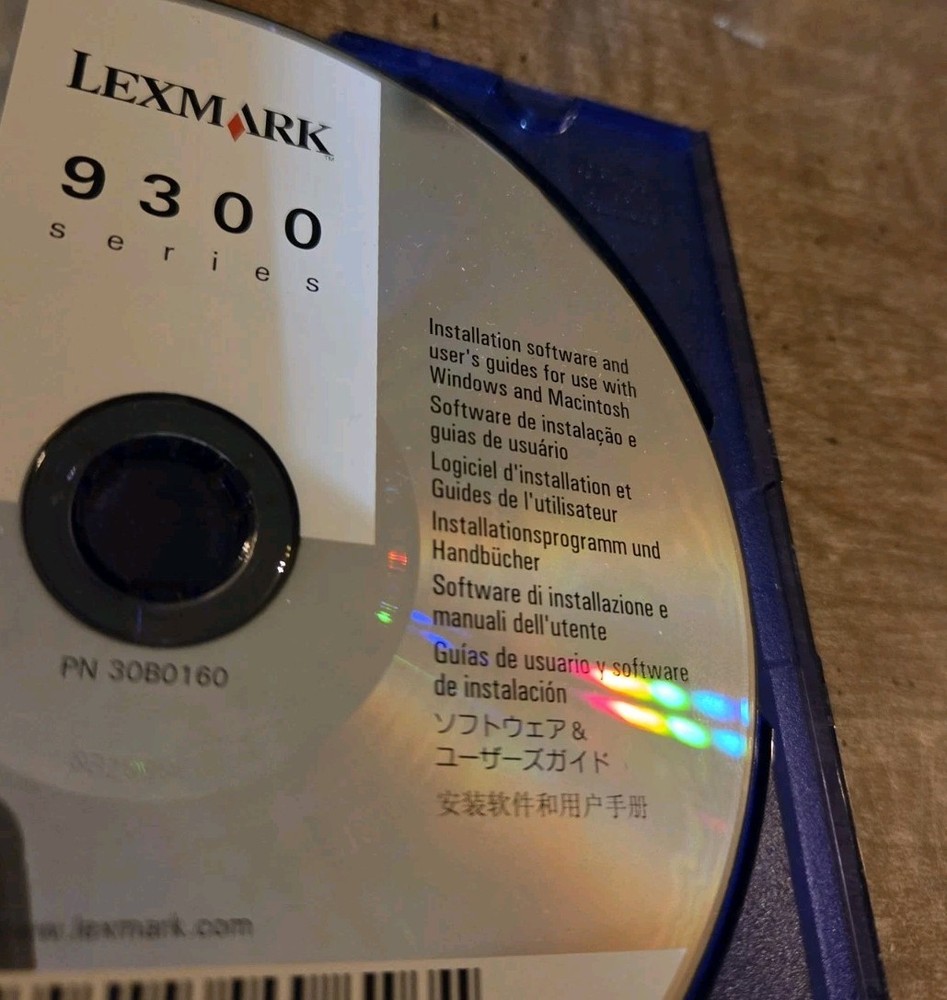 LEXMARK™
9300
series
Installation software and
user's guides for use with
Windows and Macintosh
Software de instalação e
guias de usuário
Logiciel d'installation et
Guides de l'utilisateur
Installationsprogramm und
Handbücher
Software di installazione e
manuali dell'utente
Guías de usuario y software
de instalación
ソフトウェア &
ユーザーズガイド
安装软件和用户手册
PN 30B0160
www.lexmark.com